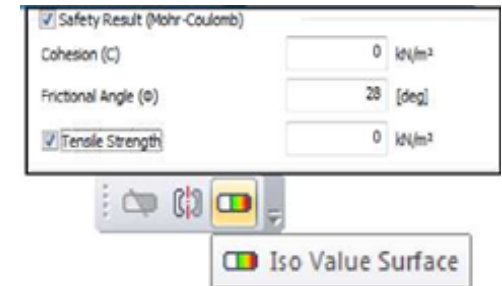 Safety Result (Mohr-Coulomb)
Cohesion (C) 0 kN/m²
Frictional Angle (Φ) 28 [deg]
Tensile Strength 0 kN/m²
Iso Value Surface